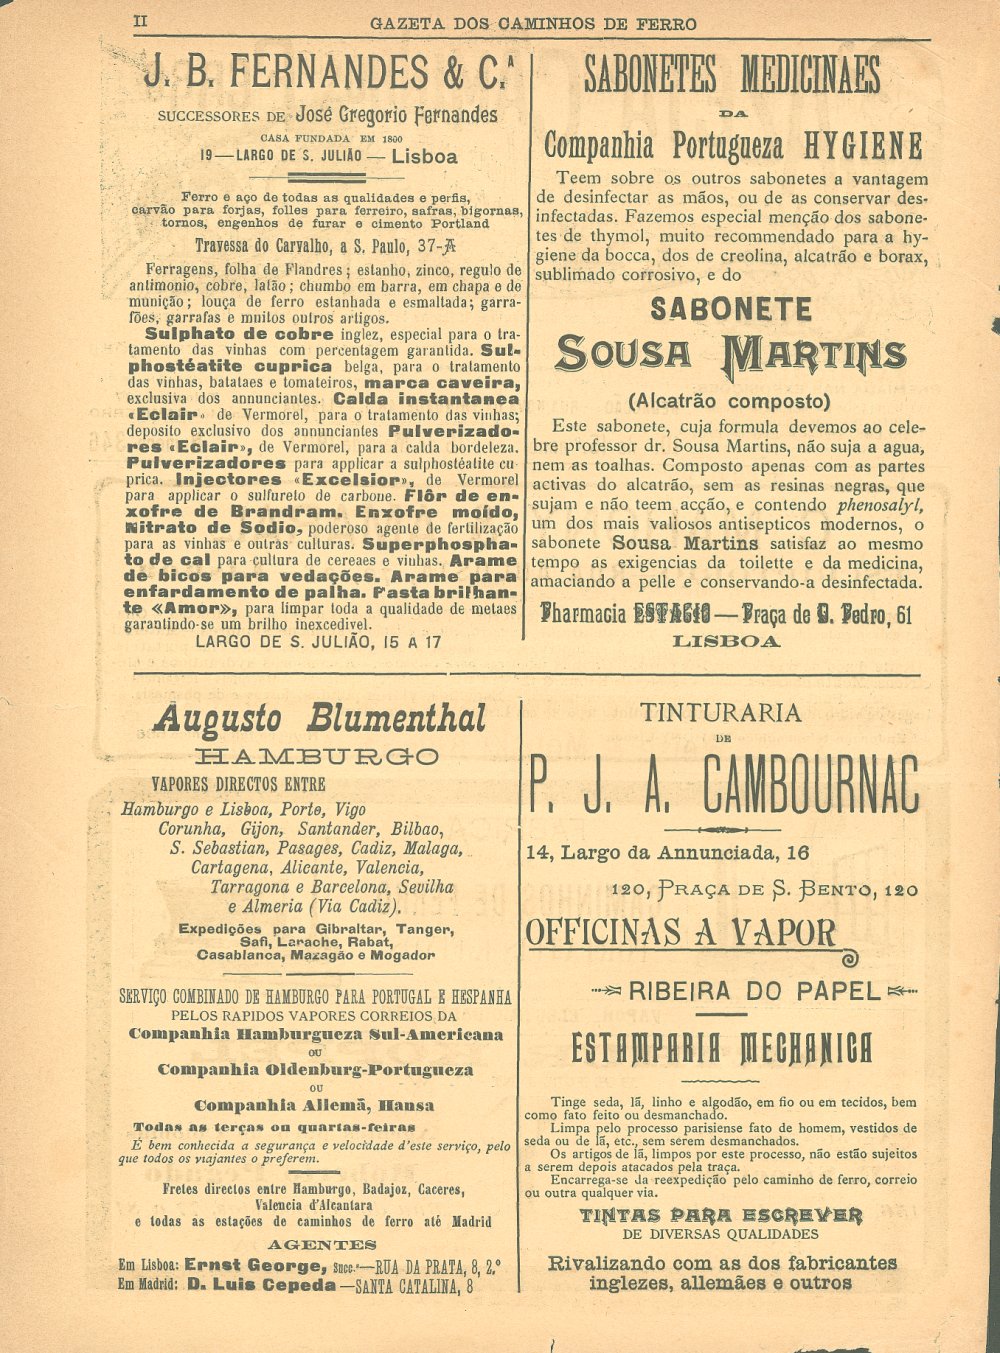 II
GAZETA DOS CAMINHOS DE FERRO
J. B. FERNANDES & C.ª
SUCCESSORES DE José Gregorio Fernandes
CASA FUNDADA EM 1800
19—LARGO DE S. JULIÃO — Lisboa
Ferro e aço de todas as qualidades e perfis,
carvão para forjas, folles para ferreiro, safras, bigornas,
tornos, engenhos de furar e cimento Portland
Travessa do Carvalho, a S. Paulo, 37-A
Ferragens, folha de Flandres; estanho, zinco, regulo de
antimonio, cobre, latão; chumbo em barra, em chapa e de
munição; louça de ferro estanhada e esmaltada; garra-
fões, garrafas e muitos outros artigos.
Sulphato de cobre inglez, especial para o tra-
tamento das vinhas com percentagem garantida. Sul-
phostéatite cuprica belga, para o tratamento
das vinhas, batataes e tomateiros, marca caveira,
exclusiva dos annunciantes. Calda instantanea
«Eclair» de Vermorel, para o tratamento das vinhas;
deposito exclusivo dos annunciantes Pulverizado-
res «Eclair», de Vermorel, para a calda bordeleza.
Pulverizadores para applicar a sulphostéatite cu
prica. Injectores «Excelsior», de Vermorel
para applicar o sulfureto de carbone. Flôr de en-
xofre de Brandram. Enxofre moído,
Nitrato de Sodio, poderoso agente de fertilização
para as vinhas e outras culturas. Superphospha-
to de cal para cultura de cereaes e vinhas. Arame
de bicos para vedações. Arame para
enfardamento de palha. Pasta brilhan-
te «Amor», para limpar toda a qualidade de metaes
garantindo-se um brilho inexcedivel.
LARGO DE S. JULIÃO, 15 A 17
SABONETES MEDICINAES
DA
Companhia Portugueza HYGIENE
Teem sobre os outros sabonetes a vantagem
de desinfectar as mãos, ou de as conservar des-
infectadas. Fazemos especial menção dos sabone-
tes de thymol, muito recommendado para a hy-
giene da bocca, dos de creolina, alcatrão e borax,
sublimado corrosivo, e do
SABONETE
SOUSA MARTINS
(Alcatrão composto)
Este sabonete, cuja formula devemos ao cele-
bre professor dr. Sousa Martins, não suja a agua,
nem as toalhas. Composto apenas com as partes
activas do alcatrão, sem as resinas negras, que
sujam e não teem acção, e contendo phenosalyl,
um dos mais valiosos antisepticos modernos, o
sabonete Sousa Martins satisfaz ao mesmo
tempo as exigencias da toilette e da medicina,
amaciando a pelle e conservando-a desinfectada.
Pharmacia ESTACIO — Praça de D. Pedro, 61
LISBOA
Augusto Blumenthal
HAMBURGO
VAPORES DIRECTOS ENTRE
Hamburgo e Lisboa, Porto, Vigo
Corunha, Gijon, Santander, Bilbao,
S. Sebastian, Pasages, Cadiz, Malaga,
Cartagena, Alicante, Valencia,
Tarragona e Barcelona, Sevilha
e Almeria (Via Cadiz).
Expedições para Gibraltar, Tanger,
Safi, Larache, Rabat,
Casablanca, Mazagão e Mogador
SERVIÇO COMBINADO DE HAMBURGO PARA PORTUGAL E HESPANHA
PELOS RAPIDOS VAPORES CORREIOS DA
Companhia Hamburgueza Sul-Americana
OU
Companhia Oldenburg-Portugueza
OU
Companhia Allemã, Hansa
Todas as terças ou quartas-feiras
É bem conhecida a segurança e velocidade d'este serviço, pelo
que todos os viajantes o preferem.
Fretes directos entre Hamburgo, Badajoz, Caceres,
Valencia d'Alcantara
e todas as estações de caminhos de ferro até Madrid
AGENTES
Em Lisboa: Ernst George, Succ.ʳ—RUA DA PRATA, 8, 2.º
Em Madrid: D. Luis Cepeda—SANTA CATALINA, 8
TINTURARIA
DE
P. J. A. CAMBOURNAC
14, Largo da Annunciada, 16
120, PRAÇA DE S. BENTO, 120
OFFICINAS A VAPOR
RIBEIRA DO PAPEL
ESTAMPARIA MECHANICA
Tinge seda, lã, linho e algodão, em fio ou em tecidos, bem
como fato feito ou desmanchado.
Limpa pelo processo parisiense fato de homem, vestidos de
seda ou de lã, etc., sem serem desmanchados.
Os artigos de lã, limpos por este processo, não estão sujeitos
a serem depois atacados pela traça.
Encarrega-se da reexpedição pelo caminho de ferro, correio
ou outra qualquer via.
TINTAS PARA ESCREVER
DE DIVERSAS QUALIDADES
Rivalizando com as dos fabricantes
inglezes, allemães e outros